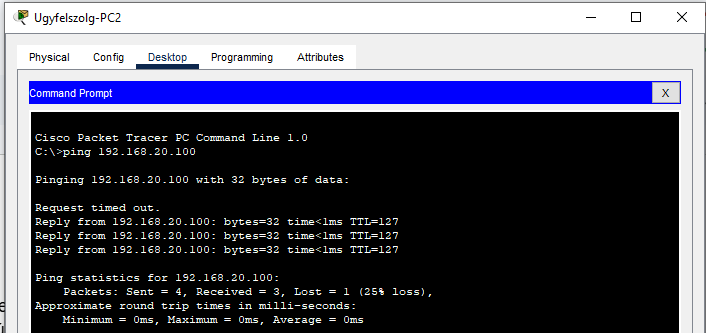 Ugyfelszolg-PC2
Physical Config Desktop Programming Attributes
Command Prompt X
Cisco Packet Tracer PC Command Line 1.0
C:\>ping 192.168.20.100
Pinging 192.168.20.100 with 32 bytes of data:
Request timed out.
Reply from 192.168.20.100: bytes=32 time<1ms TTL=127
Reply from 192.168.20.100: bytes=32 time<1ms TTL=127
Reply from 192.168.20.100: bytes=32 time<1ms TTL=127
Ping statistics for 192.168.20.100:
Packets: Sent = 4, Received = 3, Lost = 1 (25% loss),
Approximate round trip times in milli-seconds:
Minimum = 0ms, Maximum = 0ms, Average = 0ms